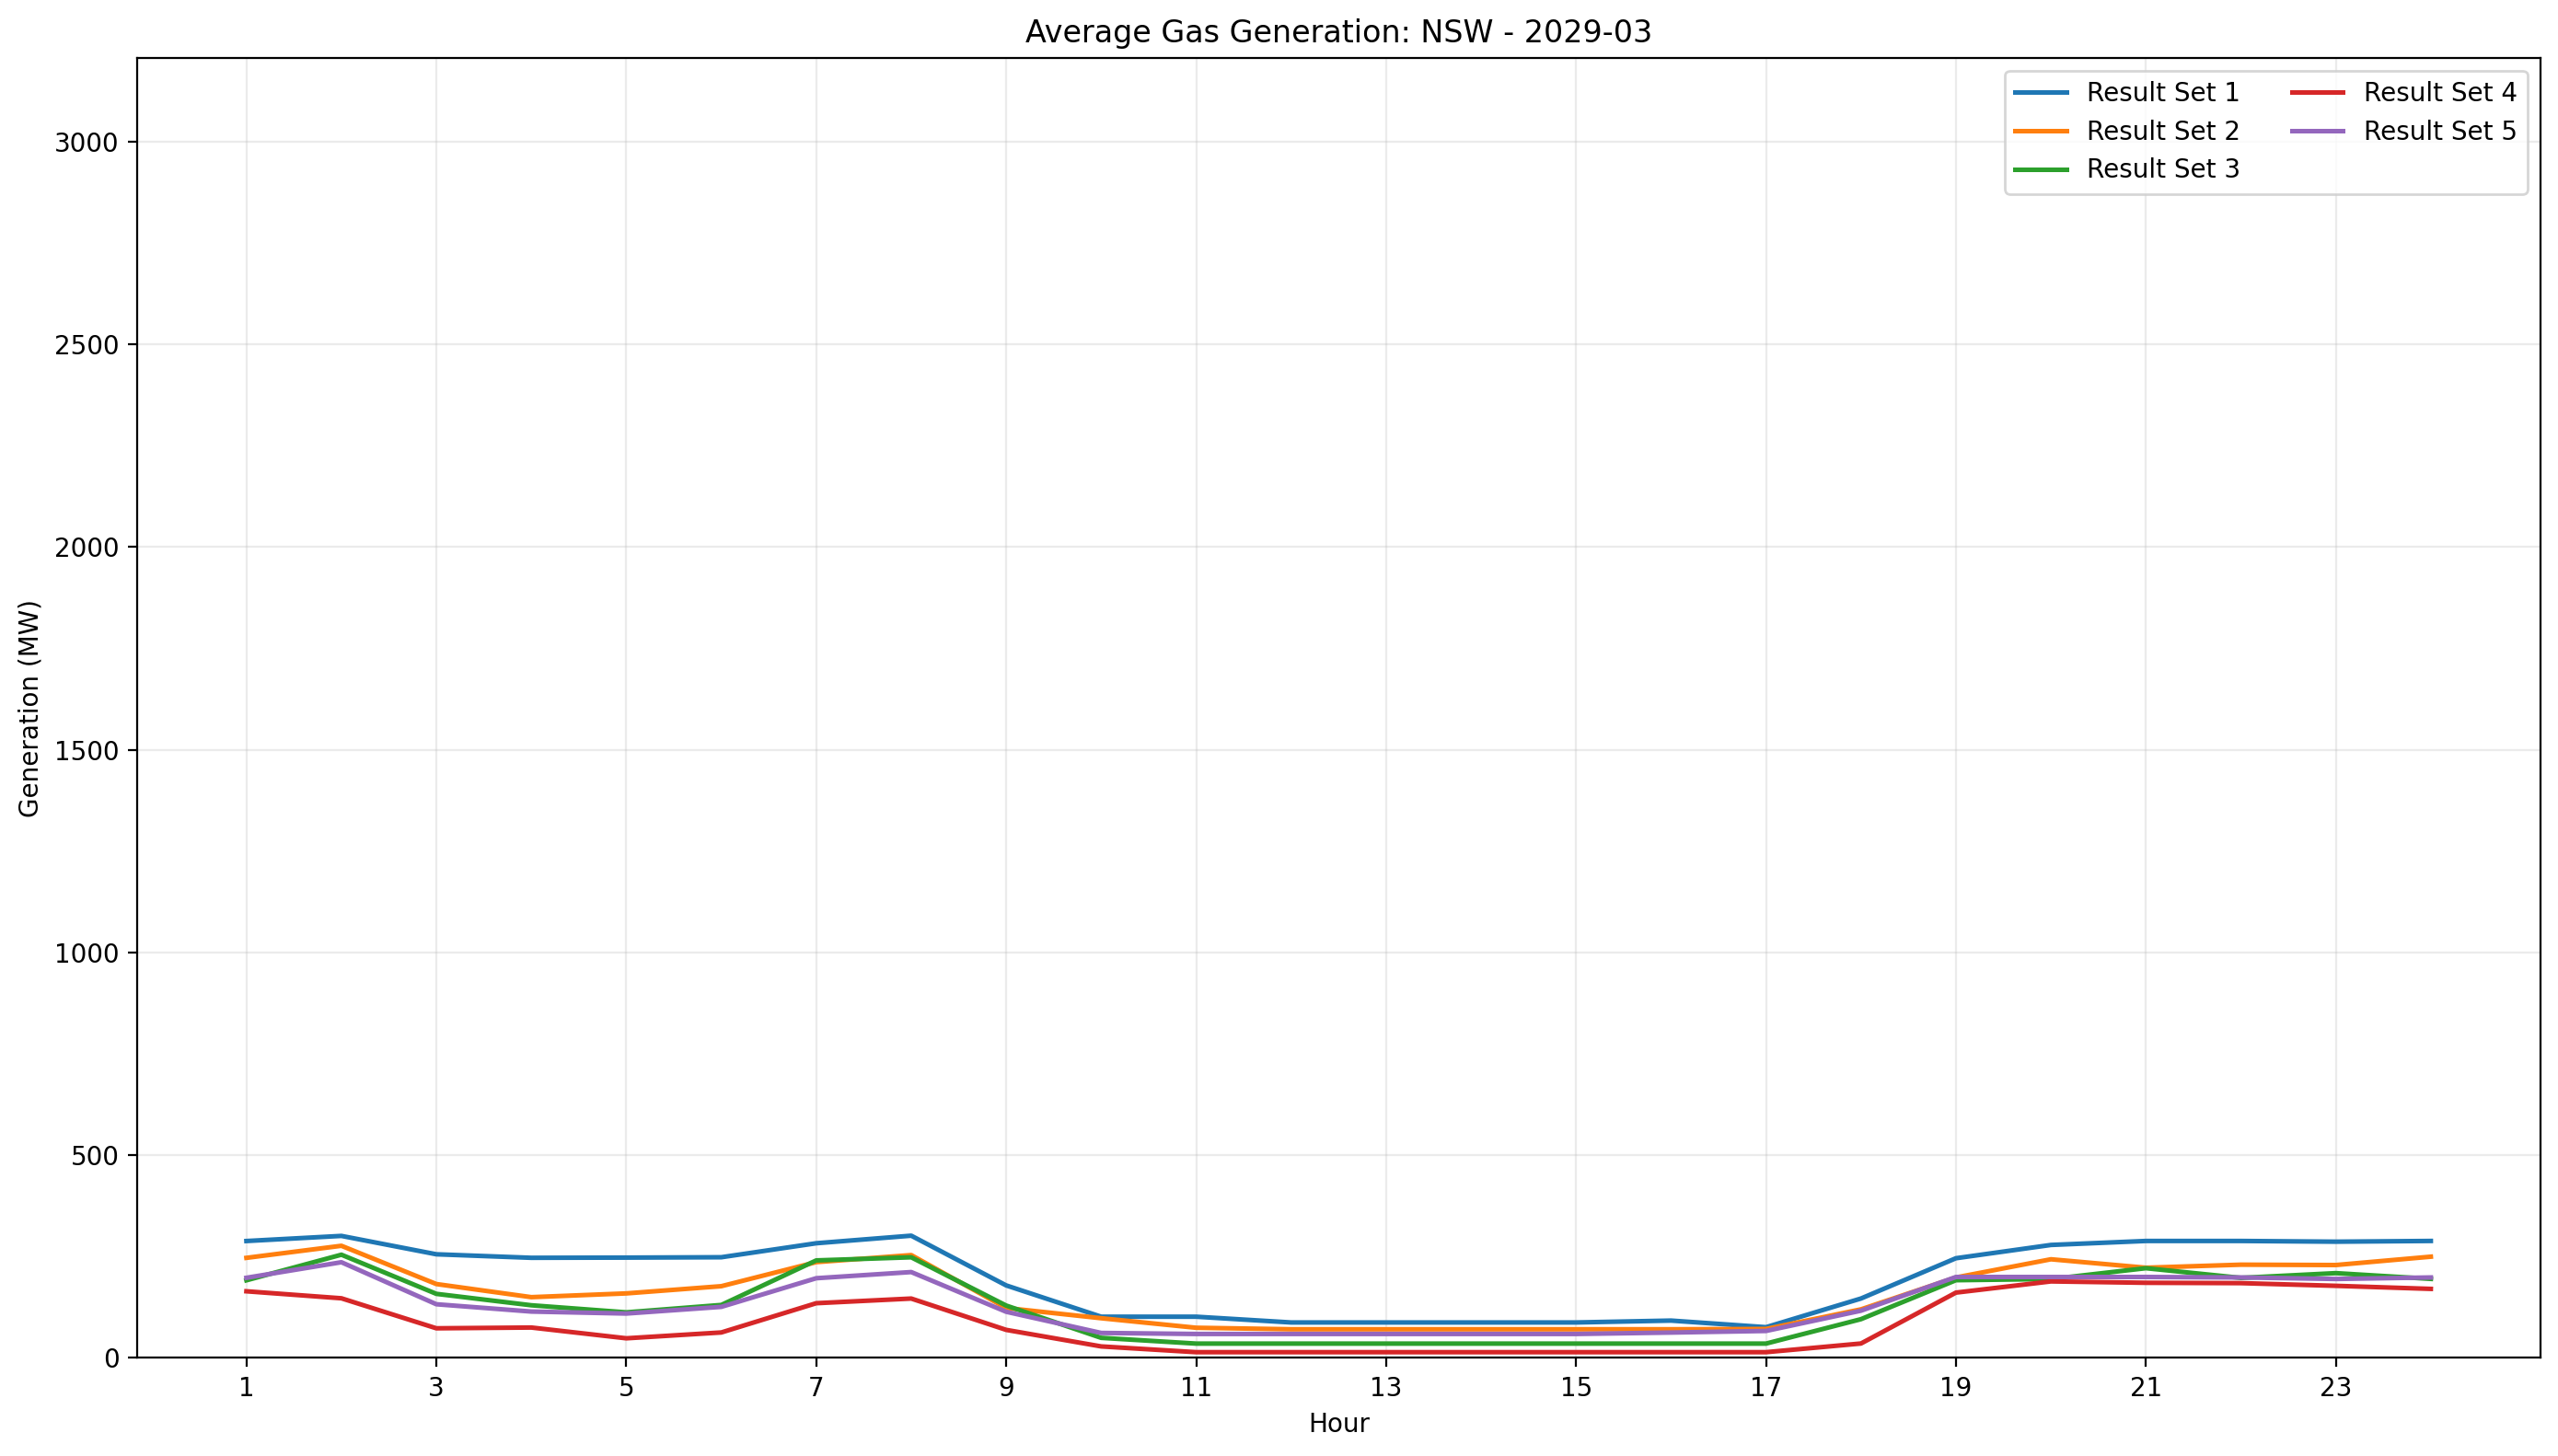 Average Gas Generation: NSW - 2029-03
Result Set 1
Result Set 2
Result Set 3
Result Set 4
Result Set 5
3000
2500
2000
1500
1000
500
0
Generation (MW)
1 3 5 7 9 11 13 15 17 19 21 23
Hour